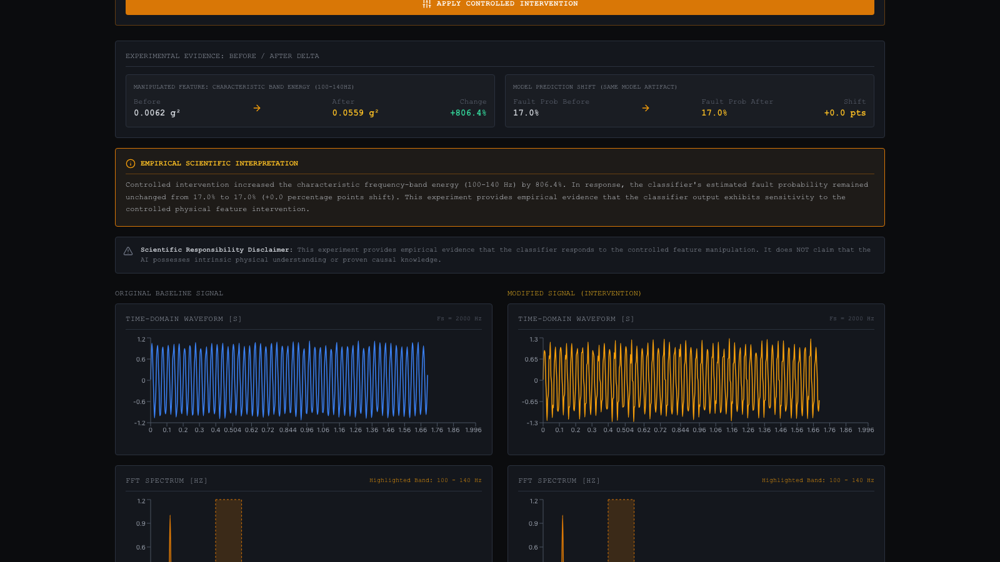 APPLY CONTROLLED INTERVENTION
EXPERIMENTAL EVIDENCE: BEFORE / AFTER DELTA
MANIPULATED FEATURE: CHARACTERISTIC BAND ENERGY (100-140HZ)
Before After Change
0.0062 g² → 0.0559 g² +806.4%
MODEL PREDICTION SHIFT (SAME MODEL ARTIFACT)
Fault Prob Before Fault Prob After Shift
17.0% → 17.0% +0.0 pts
EMPIRICAL SCIENTIFIC INTERPRETATION
Controlled intervention increased the characteristic frequency-band energy (100-140 Hz) by 806.4%. In response, the classifier's estimated fault probability remained
unchanged from 17.0% to 17.0% (+0.0 percentage points shift). This experiment provides empirical evidence that the classifier output exhibits sensitivity to the
controlled physical feature intervention.
Scientific Responsibility Disclaimer: This experiment provides empirical evidence that the classifier responds to the controlled feature manipulation. It does NOT claim that the
AI possesses intrinsic physical understanding or proven causal knowledge.
ORIGINAL BASELINE SIGNAL
TIME-DOMAIN WAVEFORM [S] Fs = 2000 Hz
1.2
0.6
0
-0.6
-1.2
0 0.1 0.2 0.3 0.4 0.504 0.62 0.72 0.844 0.96 1.06 1.16 1.26 1.36 1.46 1.56 1.66 1.76 1.86 1.996
MODIFIED SIGNAL (INTERVENTION)
TIME-DOMAIN WAVEFORM [S] Fs = 2000 Hz
1.3
0.65
0
-0.65
-1.3
0 0.1 0.2 0.3 0.4 0.504 0.62 0.72 0.844 0.96 1.06 1.16 1.26 1.36 1.46 1.56 1.66 1.76 1.86 1.996
FFT SPECTRUM [HZ] Highlighted Band: 100 - 140 Hz
1.2
0.9
0.6
FFT SPECTRUM [HZ] Highlighted Band: 100 - 140 Hz
1.2
0.9
0.6